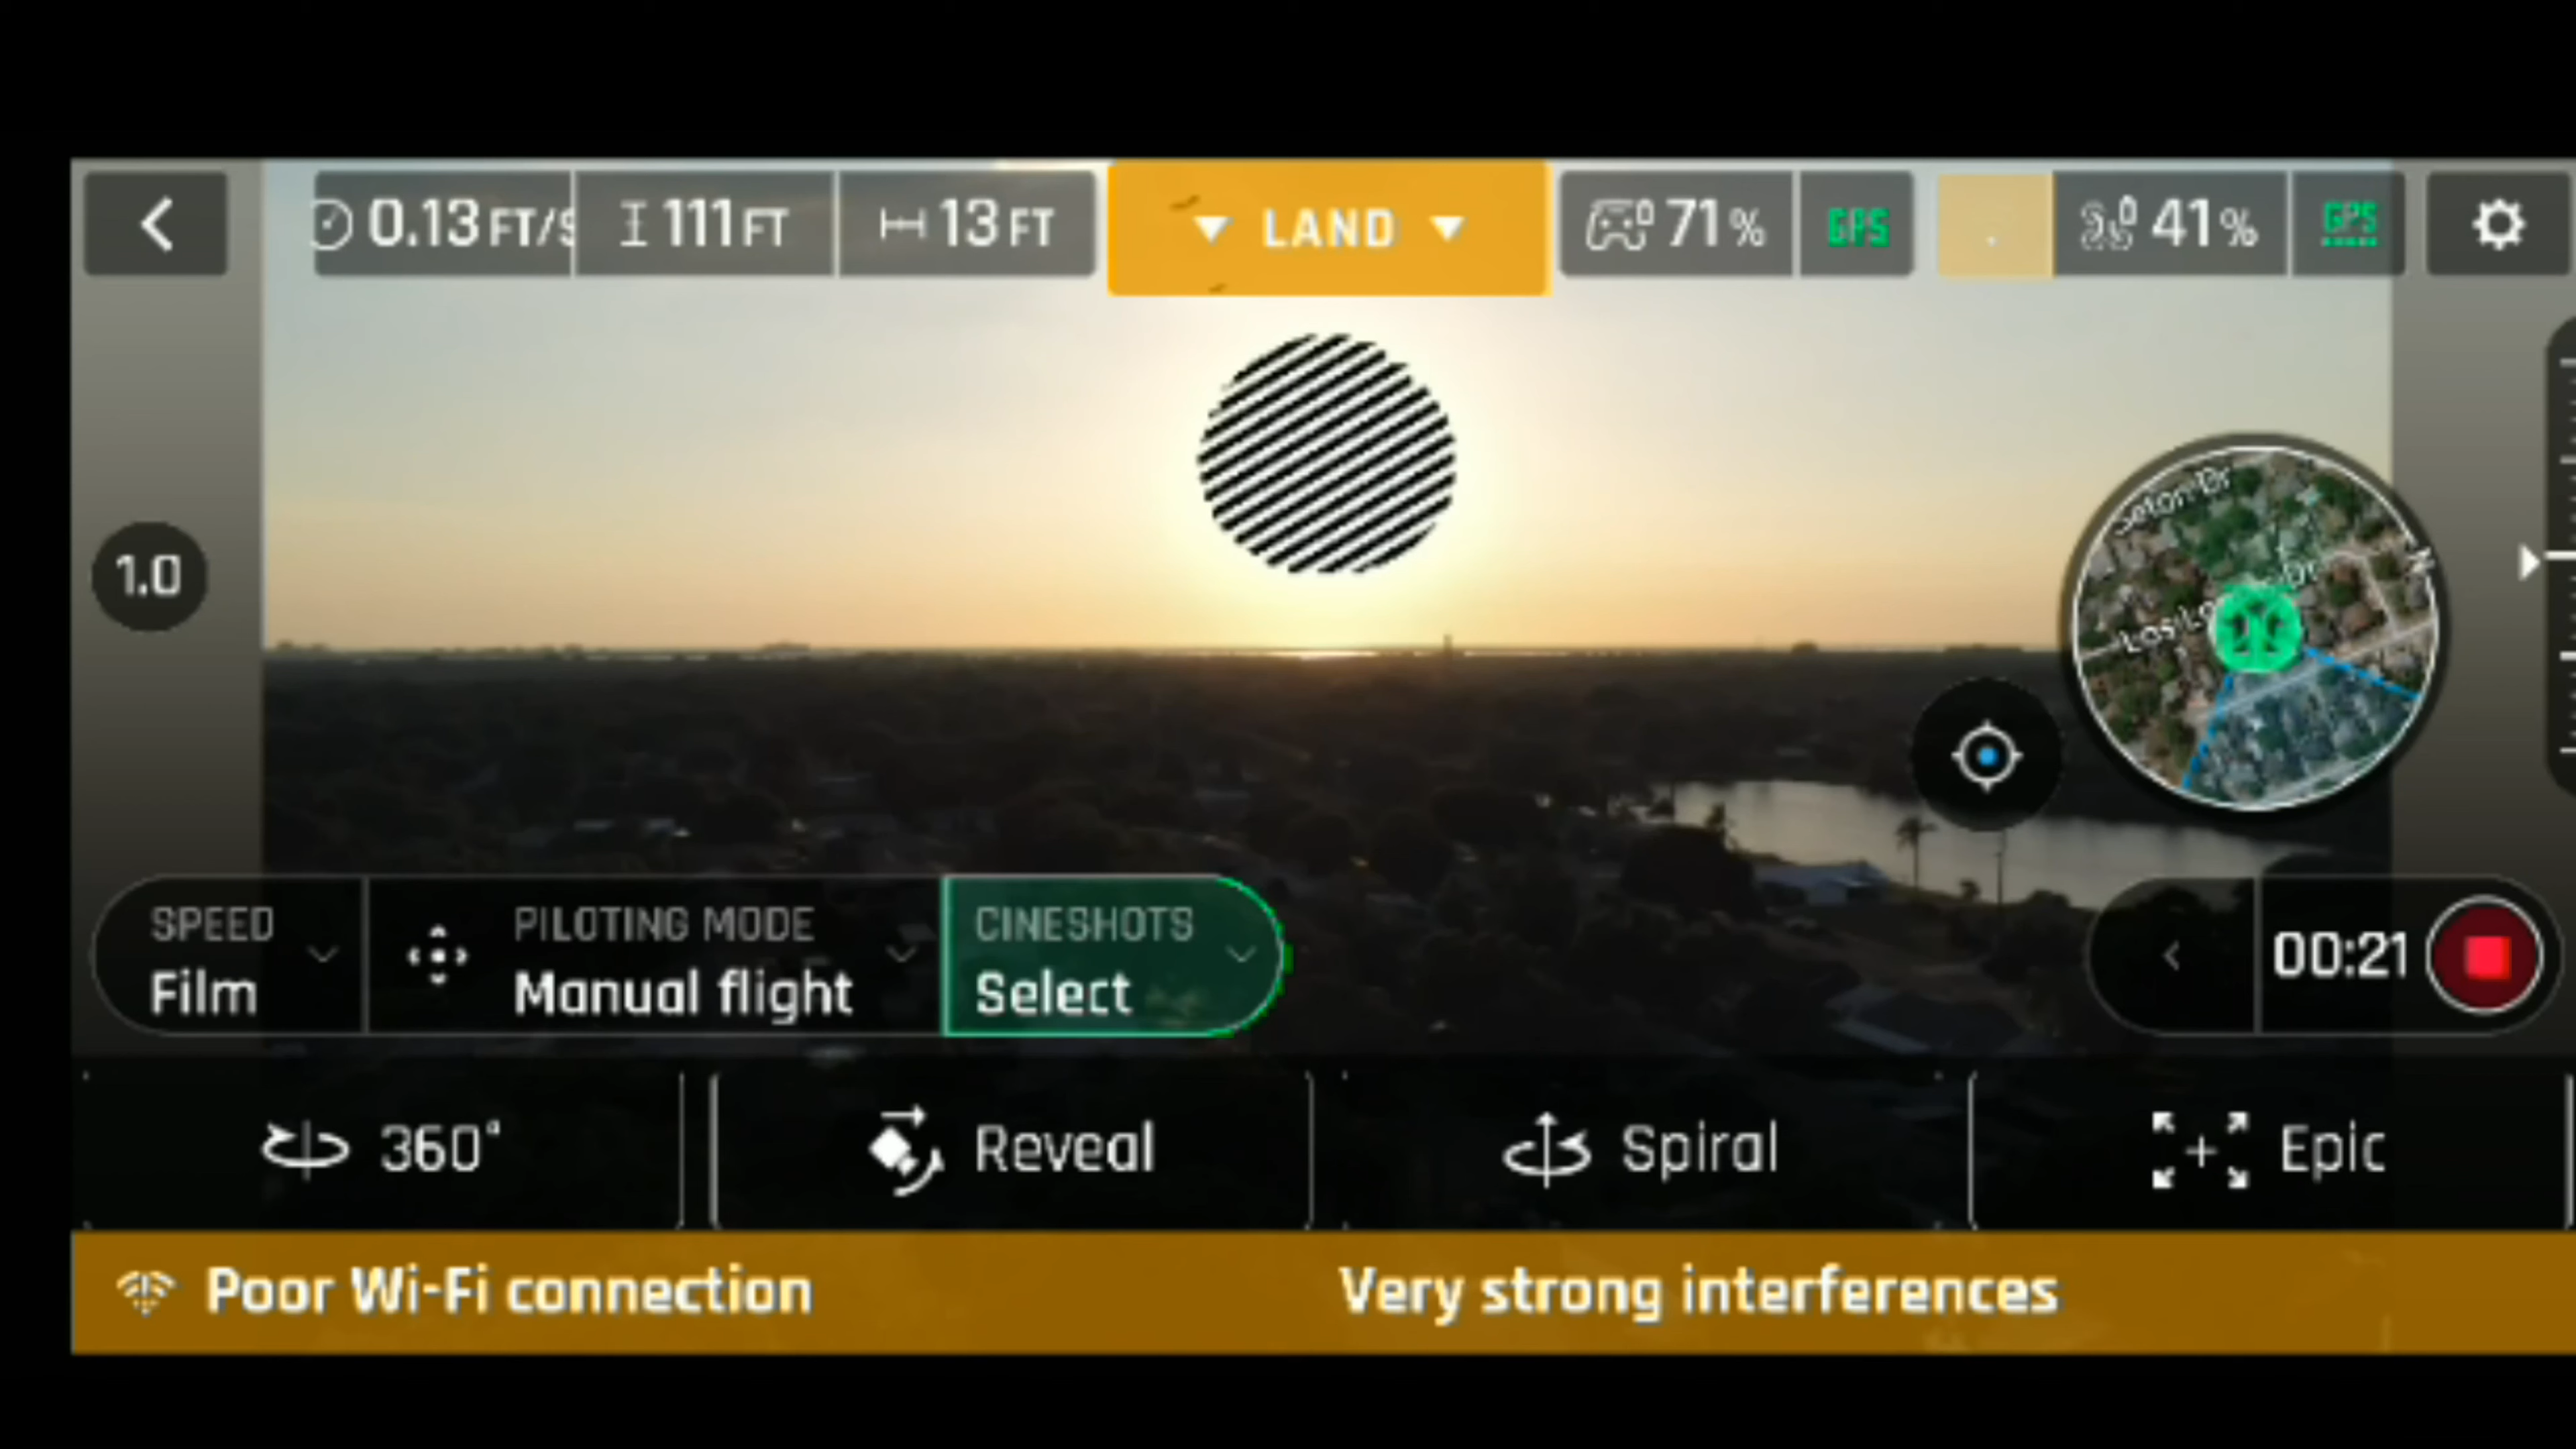 0.13 FT/S 111 FT 13 FT LAND 71% GPS 41% GPS
1.0
SPEED
Film
PILOTING MODE
Manual flight
CINESHOTS
Select
00:21
360°
Reveal
Spiral
Epic
Poor Wi-Fi connection
Very strong interferences